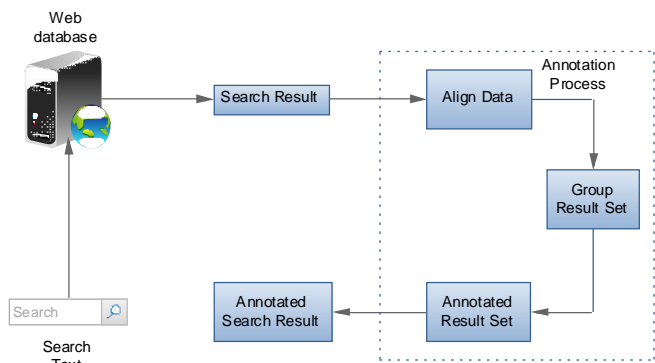 Web
database
Search Result
Align Data
Annotation
Process
Group
Result Set
Search
Annotated
Search Result
Annotated
Result Set
Search
Text